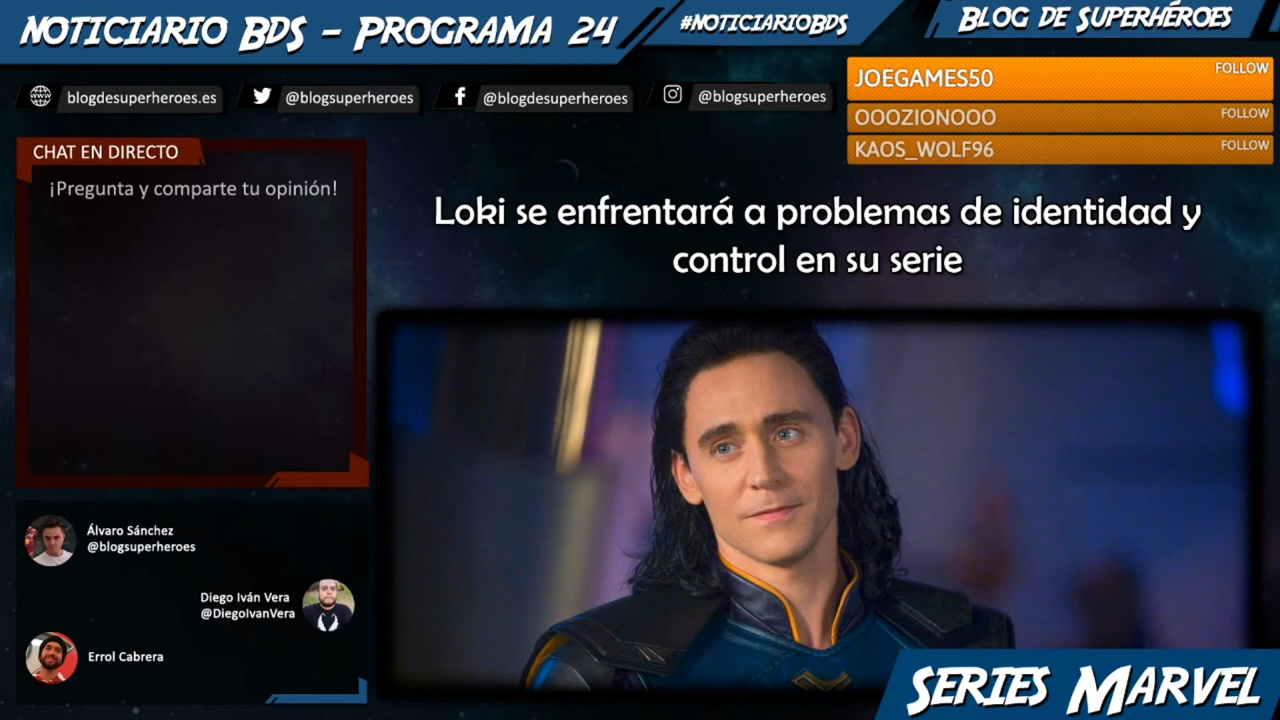 NOTICIARIO BDS - PROGRAMA 24
#NOTICIARIOBDS
BLOG DE SUPERHÉROES
www
blogdesuperheroes.es
@blogsuperheroes
@blogdesuperheroes
@blogsuperheroes
JOEGAMES50 FOLLOW
OOOZIONOOO FOLLOW
KAOS_WOLF96 FOLLOW
CHAT EN DIRECTO
¡Pregunta y comparte tu opinión!
Loki se enfrentará a problemas de identidad y
control en su serie
Álvaro Sánchez
@blogsuperheroes
Diego Iván Vera
@DiegoIvanVera
Errol Cabrera
SERIES MARVEL